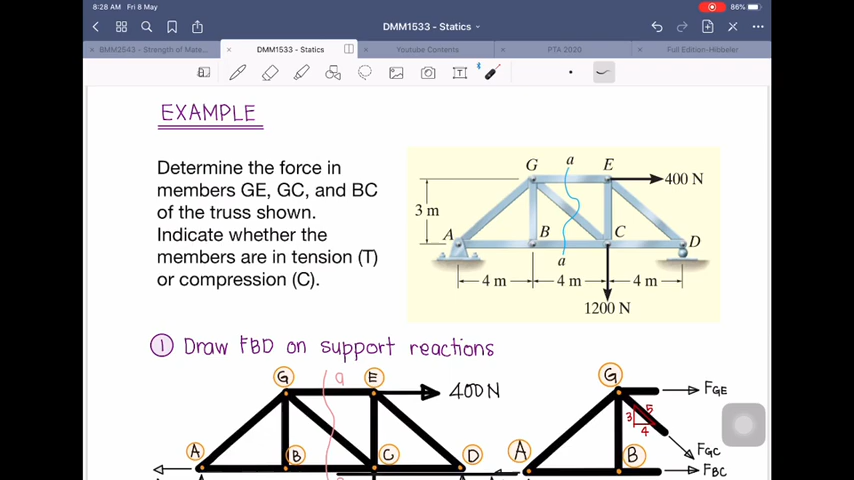 8:28 AM Fri 8 May
86%
DMM1533 - Statics
BMM2543 - Strength of Mate...
DMM1533 - Statics
Youtube Contents
PTA 2020
Full Edition-Hibbeler
EXAMPLE
Determine the force in
members GE, GC, and BC
of the truss shown.
Indicate whether the
members are in tension (T)
or compression (C).
G a E
400 N
3 m
A B C D
a
4 m 4 m 4 m
1200 N
1 Draw FBD on support reactions
G a E
400N
A B C D
G
FGE
3 5
4
FGC
A B
FBC